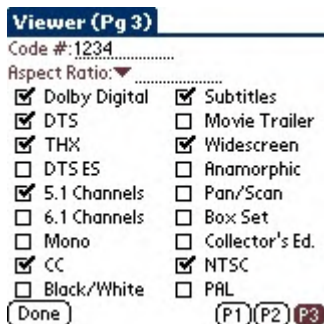 Viewer (Pg 3)
Code #: 1234
Aspect Ratio:
Dolby Digital Subtitles
DTS Movie Trailer
THX Widescreen
DTS ES Anamorphic
5.1 Channels Pan/Scan
6.1 Channels Box Set
Mono Collector's Ed.
CC NTSC
Black/White PAL
Done P1 P2 P3